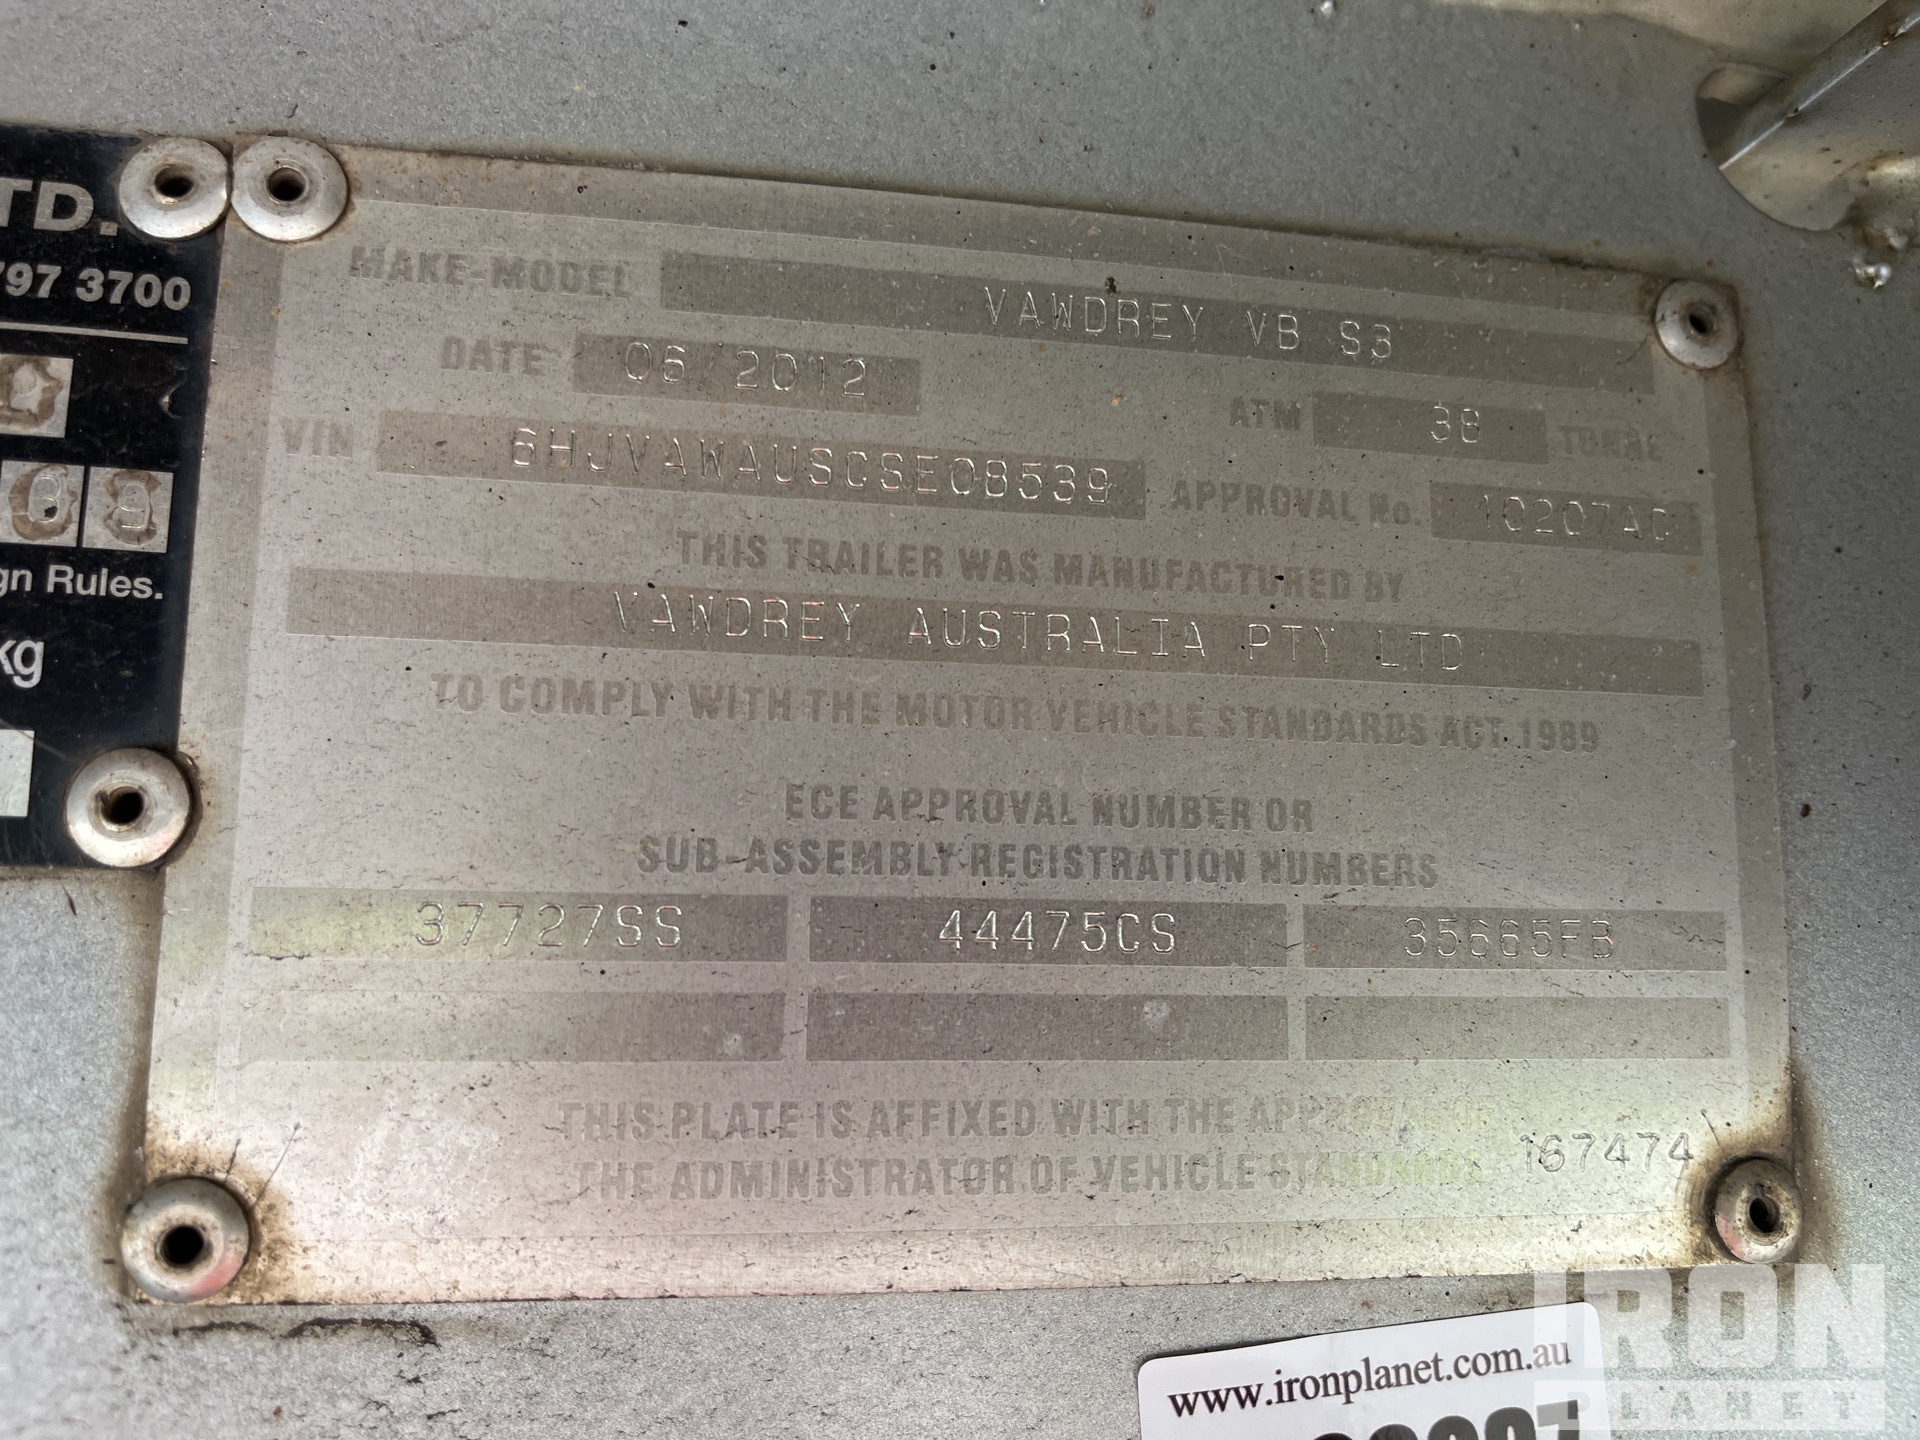 TD.
797 3700
6 9
gn Rules.
kg
MAKE-MODEL VAWDREY VB S3
DATE 06/2012
ATM 38 TONNE
VIN 6HJVAWAUSCSE08539
APPROVAL No. 10207AC
THIS TRAILER WAS MANUFACTURED BY
VAWDREY AUSTRALIA PTY LTD
TO COMPLY WITH THE MOTOR VEHICLE STANDARDS ACT 1989
ECE APPROVAL NUMBER OR
SUB-ASSEMBLY REGISTRATION NUMBERS
37727SS 44475CS 35665FB
THIS PLATE IS AFFIXED WITH THE APPROVAL OF
THE ADMINISTRATOR OF VEHICLE STANDARDS 167474
www.ironplanet.com.au
IRON
PLANET